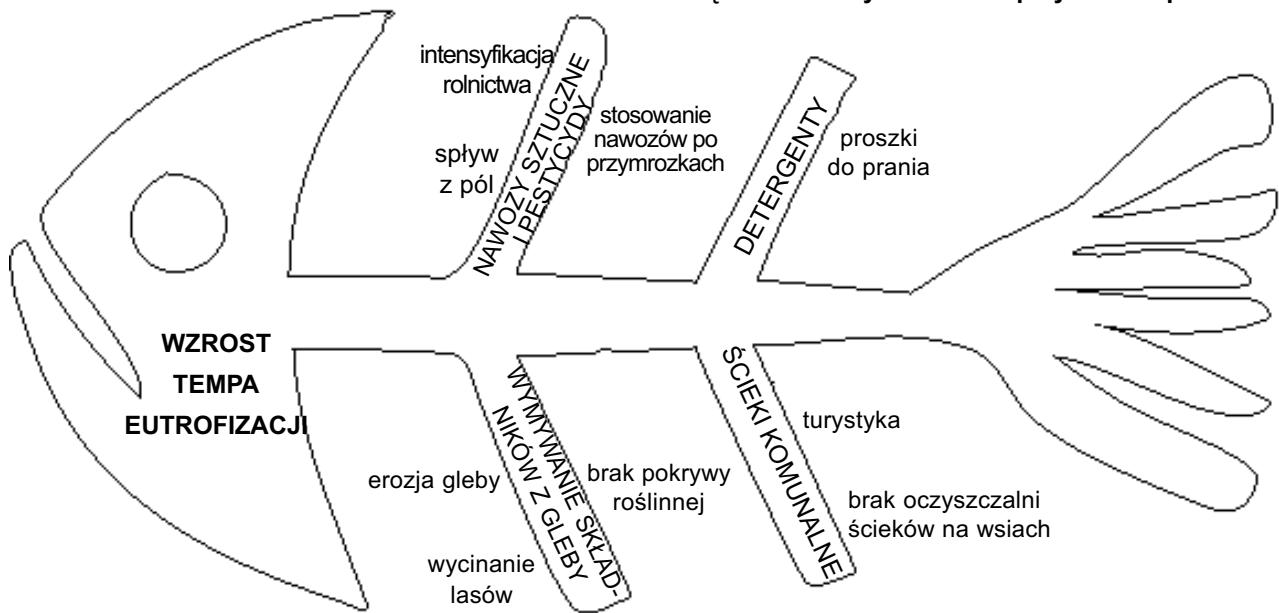 intensyfikacja
rolnictwa
spływ
z pól
NAWOZY SZTUCZNE
I PESTYCYDY
stosowanie
nawozów po
przymrozkach
DETERGENTY
proszki
do prania
WZROST
TEMPA
EUTROFIZACJI
erozja gleby
wycinanie
lasów
WYMYWANIE SKŁAD-
NIKÓW Z GLEBY
brak pokrywy
roślinnej
ŚCIEKI KOMUNALNE
turystyka
brak oczyszczalni
ścieków na wsiach